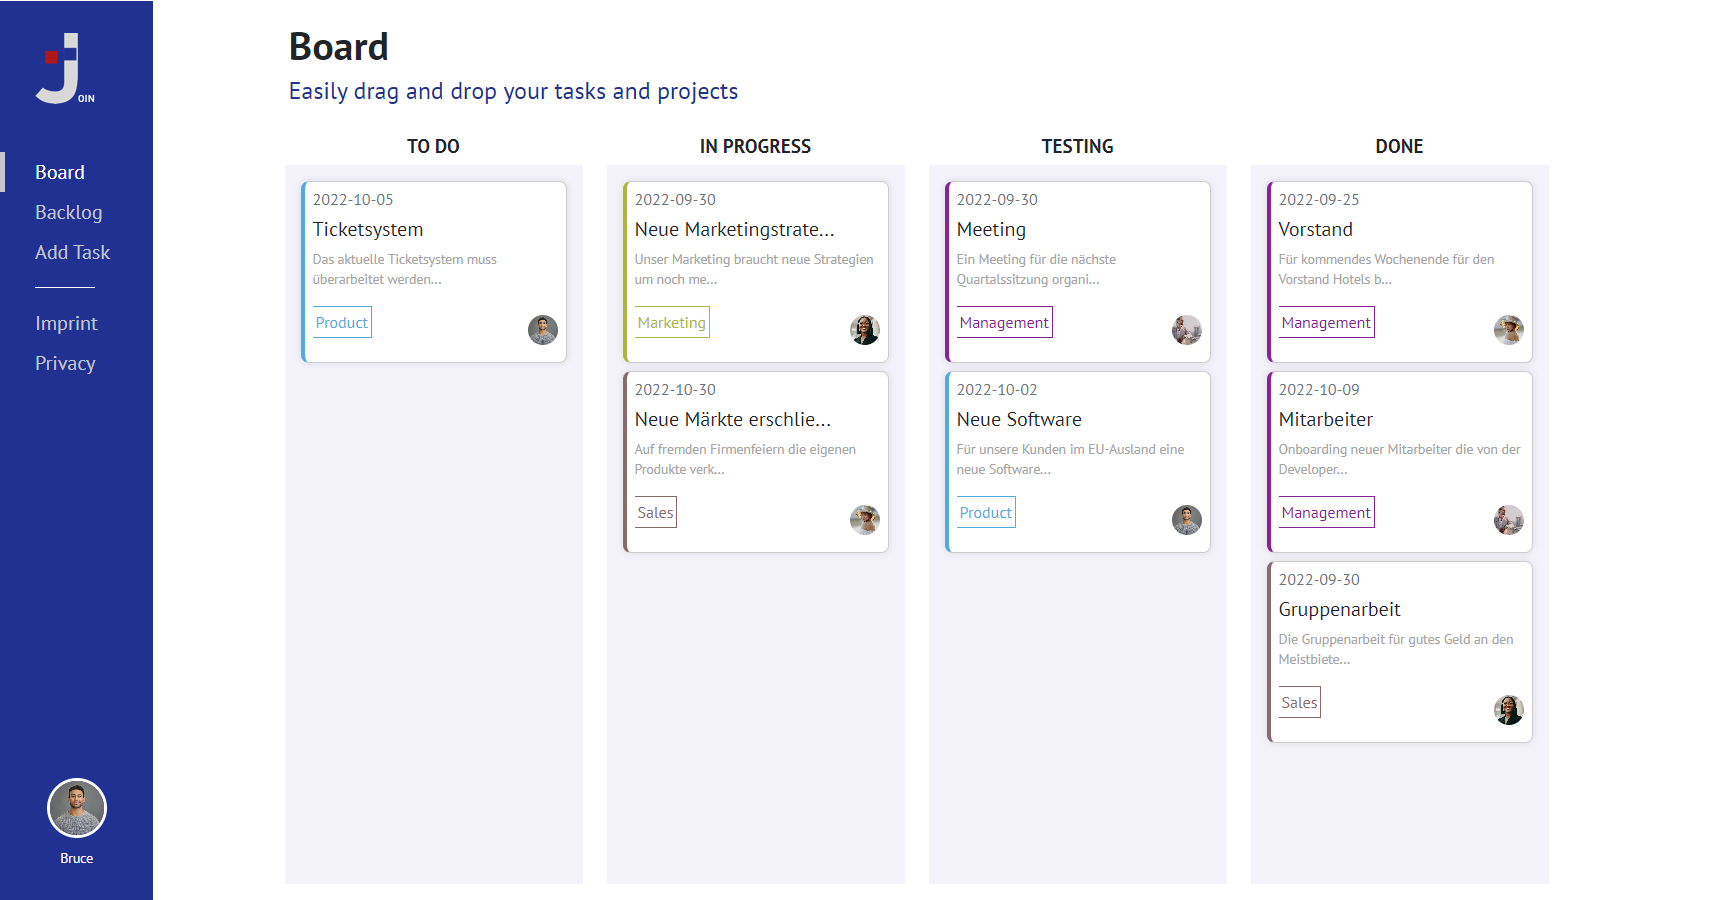 OIN
Board
Backlog
Add Task
Imprint
Privacy
Bruce
Board
Easily drag and drop your tasks and projects
TO DO
2022-10-05
Ticketsystem
Das aktuelle Ticketsystem muss
überarbeitet werden...
Product
IN PROGRESS
2022-09-30
Neue Marketingstrate...
Unser Marketing braucht neue Strategien
um noch me...
Marketing
2022-10-30
Neue Märkte erschlie...
Auf fremden Firmenfeiern die eigenen
Produkte verk...
Sales
TESTING
2022-09-30
Meeting
Ein Meeting für die nächste
Quartalssitzung organi...
Management
2022-10-02
Neue Software
Für unsere Kunden im EU-Ausland eine
neue Software...
Product
DONE
2022-09-25
Vorstand
Für kommendes Wochenende für den
Vorstand Hotels b...
Management
2022-10-09
Mitarbeiter
Onboarding neuer Mitarbeiter die von der
Developer...
Management
2022-09-30
Gruppenarbeit
Die Gruppenarbeit für gutes Geld an den
Meistbiete...
Sales